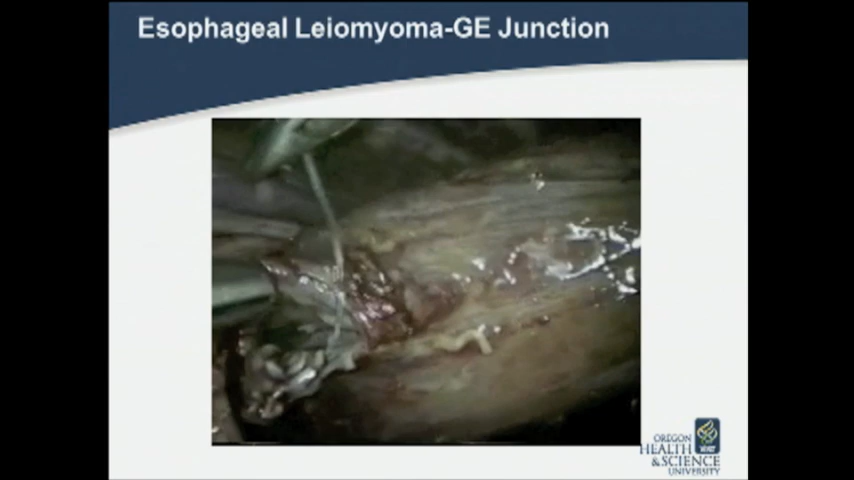 Esophageal Leiomyoma-GE Junction
OREGON
HEALTH
& SCIENCE
UNIVERSITY